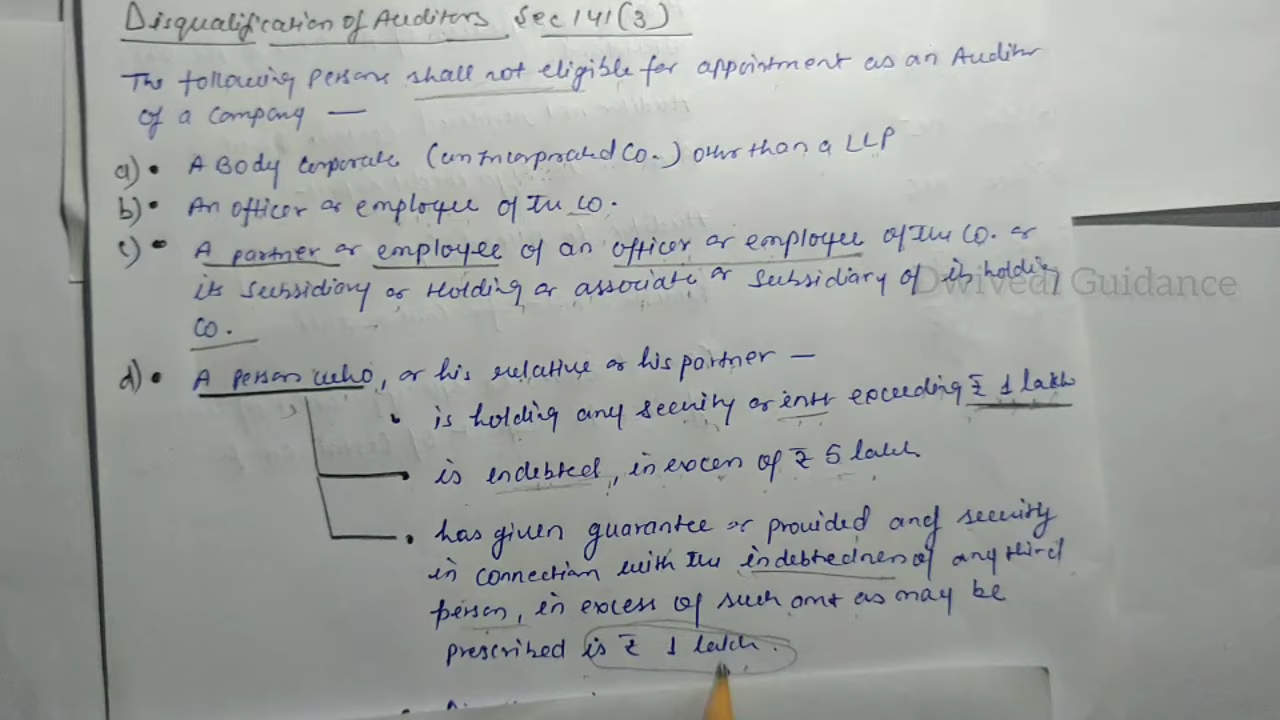 Disqualification of Auditors Sec 141(3)
The following Persons shall not eligible for appointment as an Auditor
of a Company —
a) • A Body Corporate (an Incorporated Co.) other than a LLP
b) • An officer or employee of the Co.
c) • A partner or employee of an officer or employee of the Co. or
its subsidiary or Holding or associate or subsidiary of its holding
Co.
Dwivedi Guidance
d) • A person who, or his relative or his partner —
• is holding any security or intt exceeding ₹ 1 lakh
• is indebted, in excess of ₹ 5 lakh
• has given guarantee or provided any security
in connection with the indebtedness of any third
person, in excess of such amt as may be
prescribed is ₹ 1 lakh.